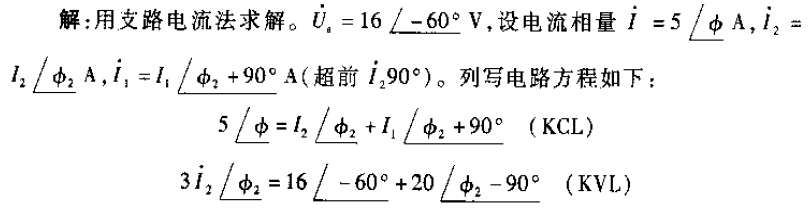 解:用支路电流法求解。U̇ₛ = 16 ∠-60° V,设电流相量 İ = 5 ∠φ A, İ₂ =
I₂ ∠φ₂ A, İ₁ = I₁ ∠φ₂ + 90° A(超前 İ₂90°)。列写电路方程如下:
5 ∠φ = I₂ ∠φ₂ + I₁ ∠φ₂ + 90° (KCL)
3İ₂ ∠φ₂ = 16 ∠-60° + 20 ∠φ₂ - 90° (KVL)